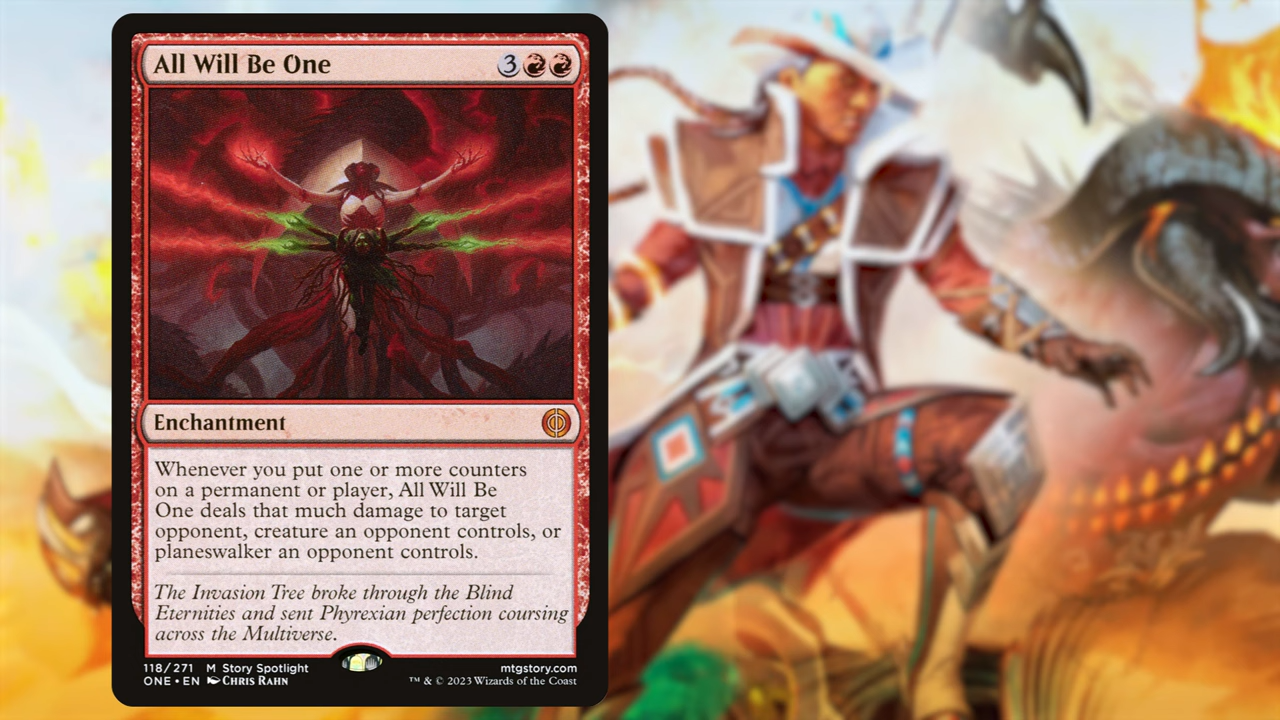 All Will Be One 3
Enchantment
Whenever you put one or more counters
on a permanent or player, All Will Be
One deals that much damage to target
opponent, creature an opponent controls, or
planeswalker an opponent controls.
The Invasion Tree broke through the Blind
Eternities and sent Phyrexian perfection coursing
across the Multiverse.
118/271 M Story Spotlight mtgstory.com
ONE • EN Chris Rahn ™ & © 2023 Wizards of the Coast